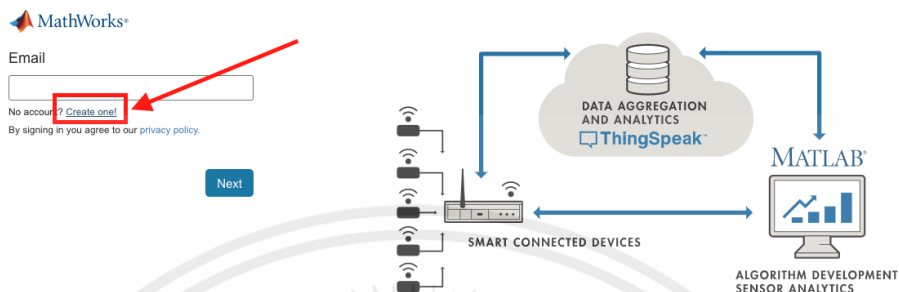 MathWorks®
Email
No account? Create one!
By signing in you agree to our privacy policy.
Next
DATA AGGREGATION
AND ANALYTICS
ThingSpeak™
SMART CONNECTED DEVICES
MATLAB®
ALGORITHM DEVELOPMENT
SENSOR ANALYTICS